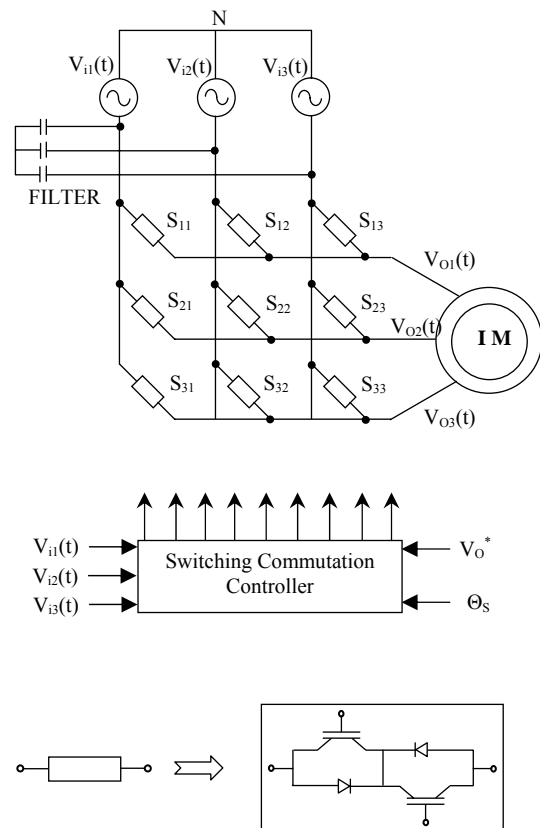 N
V_i1(t) V_i2(t) V_i3(t)
FILTER
S_11 S_12 S_13
V_O1(t)
S_21 S_22 S_23
V_O2(t)
I M
S_31 S_32 S_33
V_O3(t)
V_i1(t)
V_i2(t)
V_i3(t)
Switching Commutation
Controller
V_O^*
Θ_S